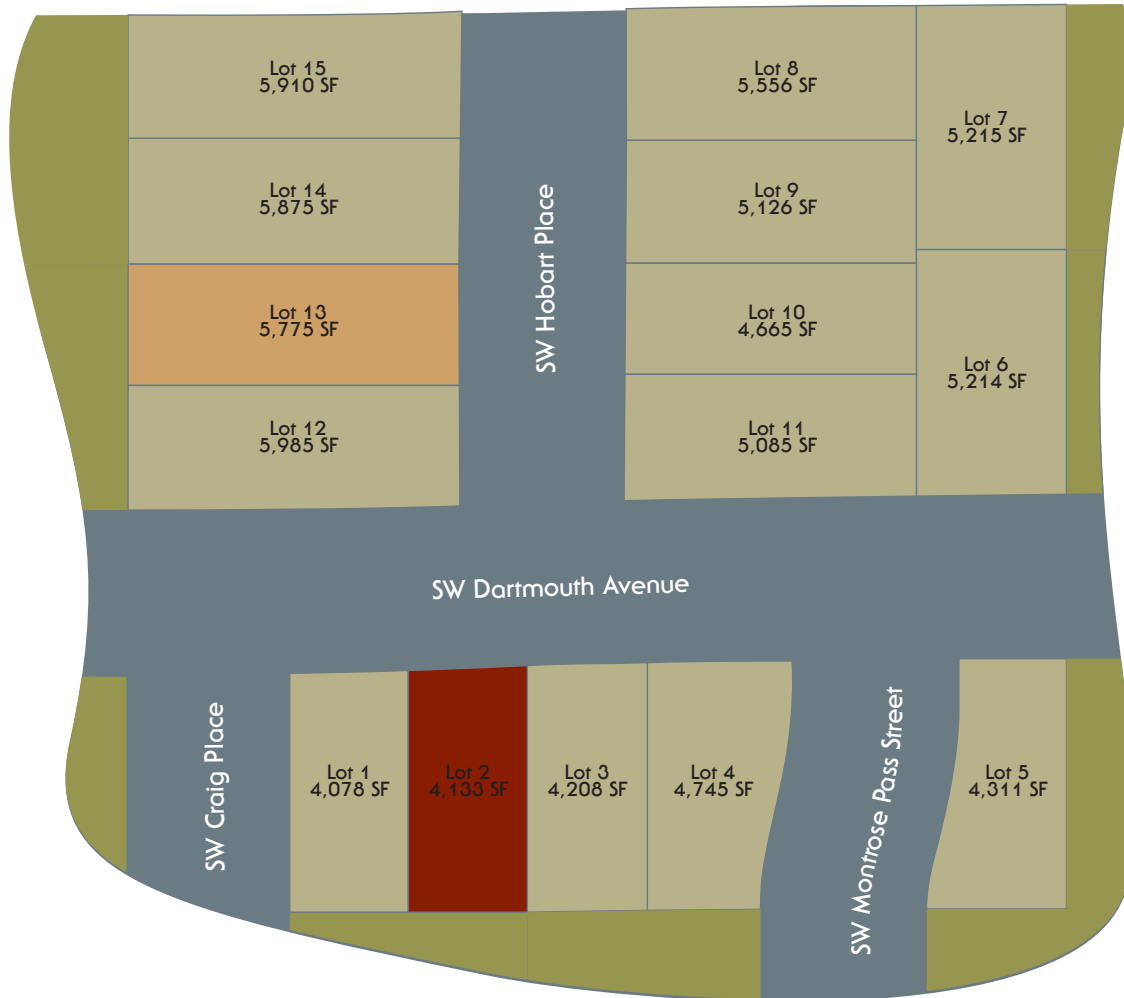 Lot 15
5,910 SF
Lot 8
5,556 SF
Lot 7
5,215 SF
Lot 14
5,875 SF
Lot 9
5,126 SF
SW Hobart Place
Lot 13
5,775 SF
Lot 10
4,665 SF
Lot 6
5,214 SF
Lot 12
5,985 SF
Lot 11
5,085 SF
SW Dartmouth Avenue
SW Craig Place
Lot 1
4,078 SF
Lot 2
4,133 SF
Lot 3
4,208 SF
Lot 4
4,745 SF
SW Montrose Pass Street
Lot 5
4,311 SF